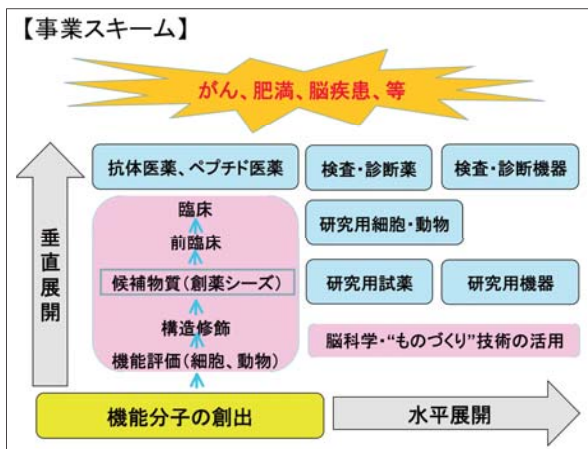 【事業スキーム】
がん、肥満、脳疾患、等
抗体医薬、ペプチド医薬
検査・診断薬
検査・診断機器
臨床
前臨床
候補物質(創薬シーズ)
構造修飾
機能評価(細胞、動物)
研究用細胞・動物
研究用試薬
研究用機器
脳科学・“ものづくり”技術の活用
垂直展開
機能分子の創出
水平展開